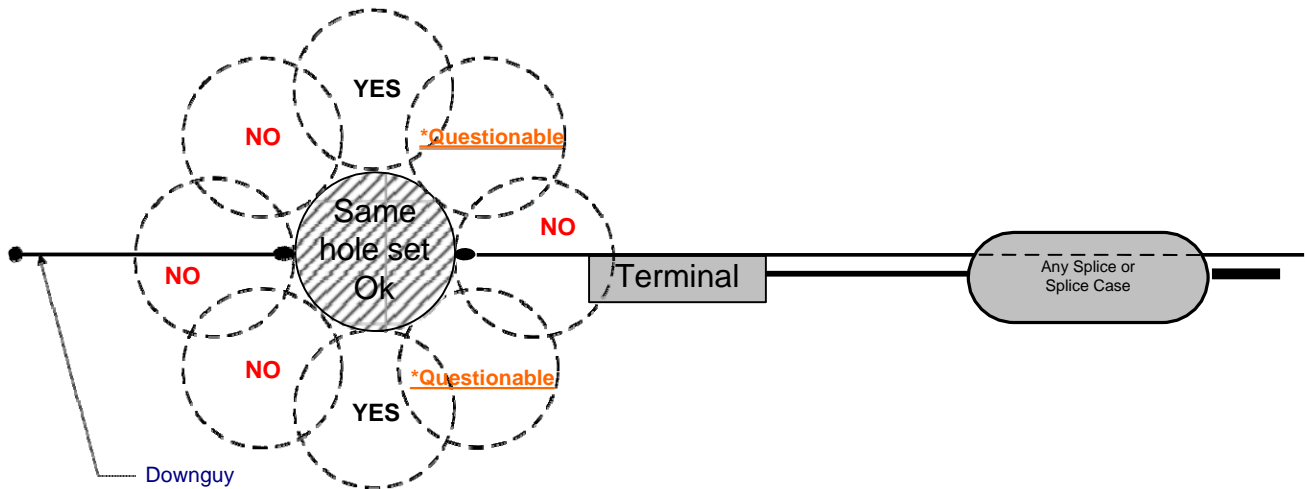 YES
NO
*Questionable
Same
hole set
Ok
NO
NO
Terminal
Any Splice or
Splice Case
NO
*Questionable
YES
Downguy